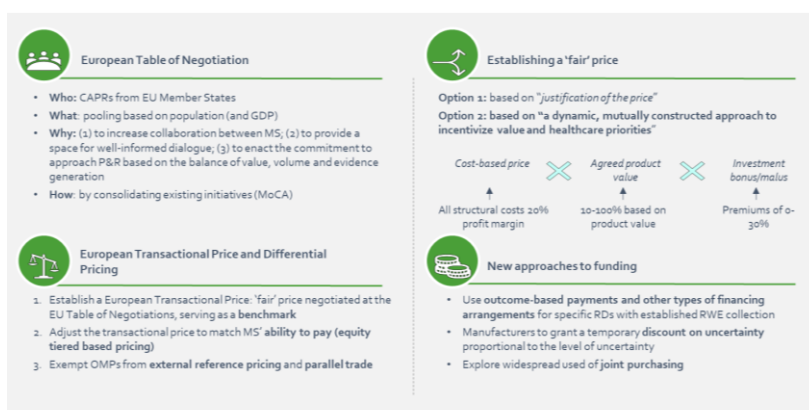 European Table of Negotiation
• Who: CAPRs from EU Member States
• What: pooling based on population (and GDP)
• Why: (1) to increase collaboration between MS; (2) to provide a
space for well-informed dialogue; (3) to enact the commitment to
approach P&R based on the balance of value, volume and evidence
generation
• How: by consolidating existing initiatives (MoCA)
Establishing a ‘fair’ price
Option 1: based on “justification of the price”
Option 2: based on “a dynamic, mutually constructed approach to
incentivize value and healthcare priorities”
Cost-based price
Agreed product
value
Investment
bonus/malus
All structural costs 20%
profit margin
10-100% based on
product value
Premiums of 0-
30%
European Transactional Price and Differential
Pricing
1. Establish a European Transactional Price: ‘fair’ price negotiated at the
EU Table of Negotiations, serving as a benchmark
2. Adjust the transactional price to match MS’ ability to pay (equity
tiered based pricing)
3. Exempt OMPs from external reference pricing and parallel trade
New approaches to funding
• Use outcome-based payments and other types of financing
arrangements for specific RDs with established RWE collection
• Manufacturers to grant a temporary discount on uncertainty
proportional to the level of uncertainty
• Explore widespread used of joint purchasing